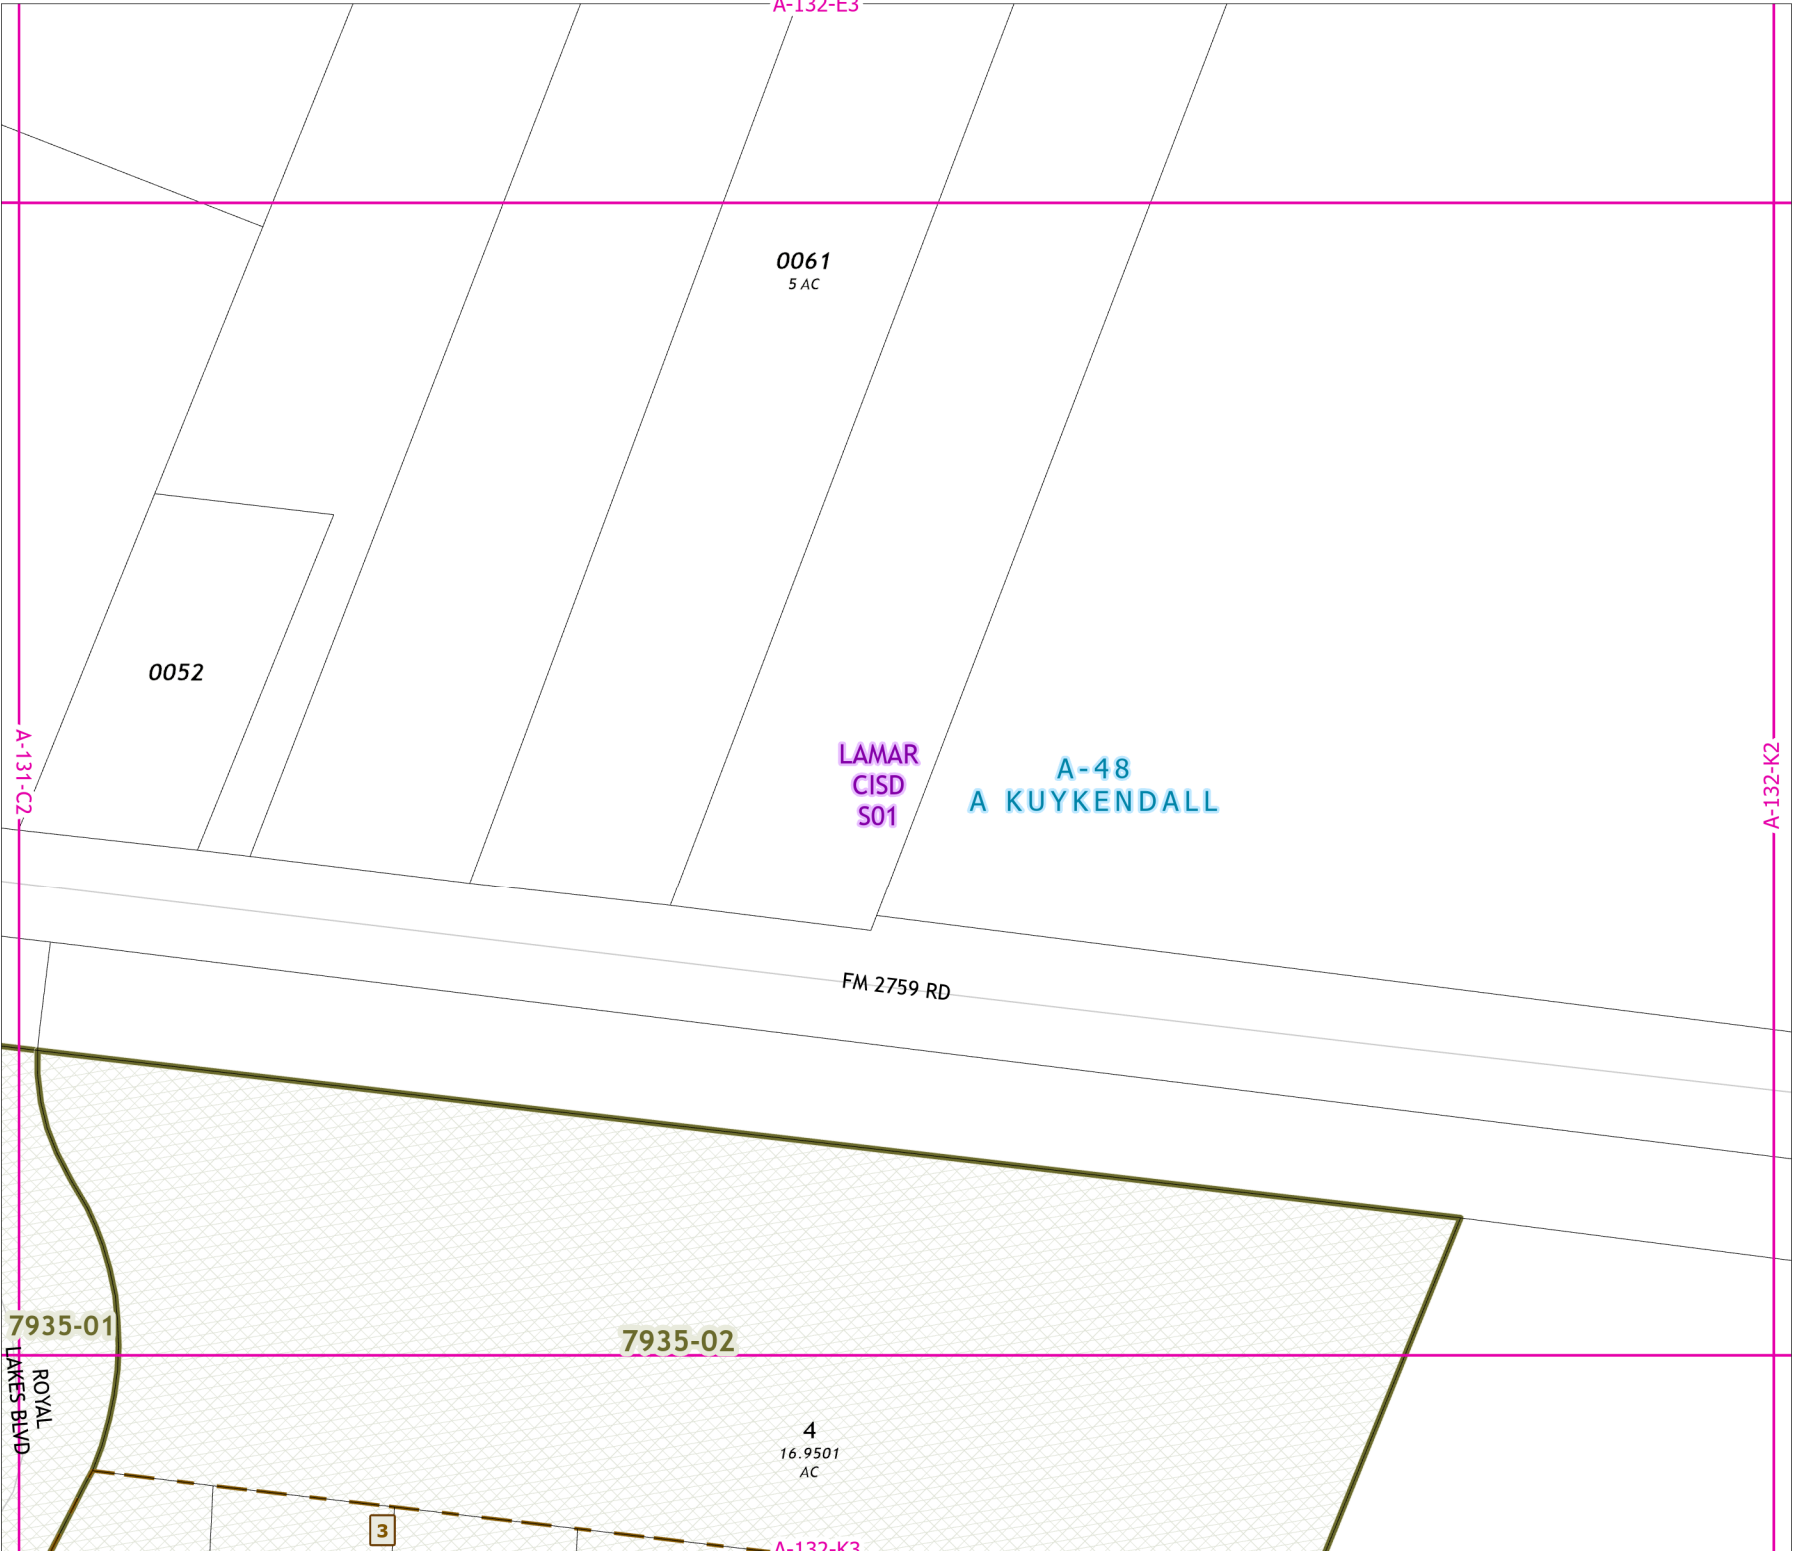 A-132-E3
0061
5 AC
0052
A-131-C2
LAMAR
CISD
S01
A-48
A KUYKENDALL
A-132-K2
FM 2759 RD
7935-01
7935-02
ROYAL
LAKES BLVD
4
16.9501
AC
3
A-132-K3